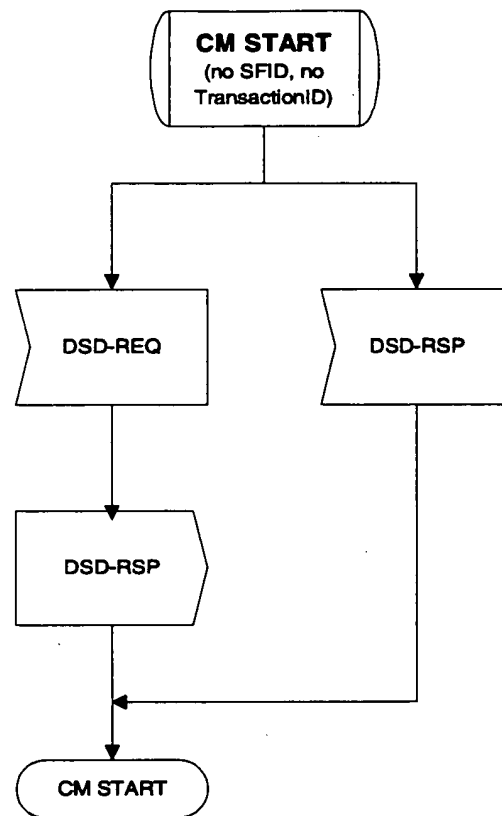 CM START
(no SFID, no
TransactionID)
DSD-REQ
DSD-RSP
DSD-RSP
CM START